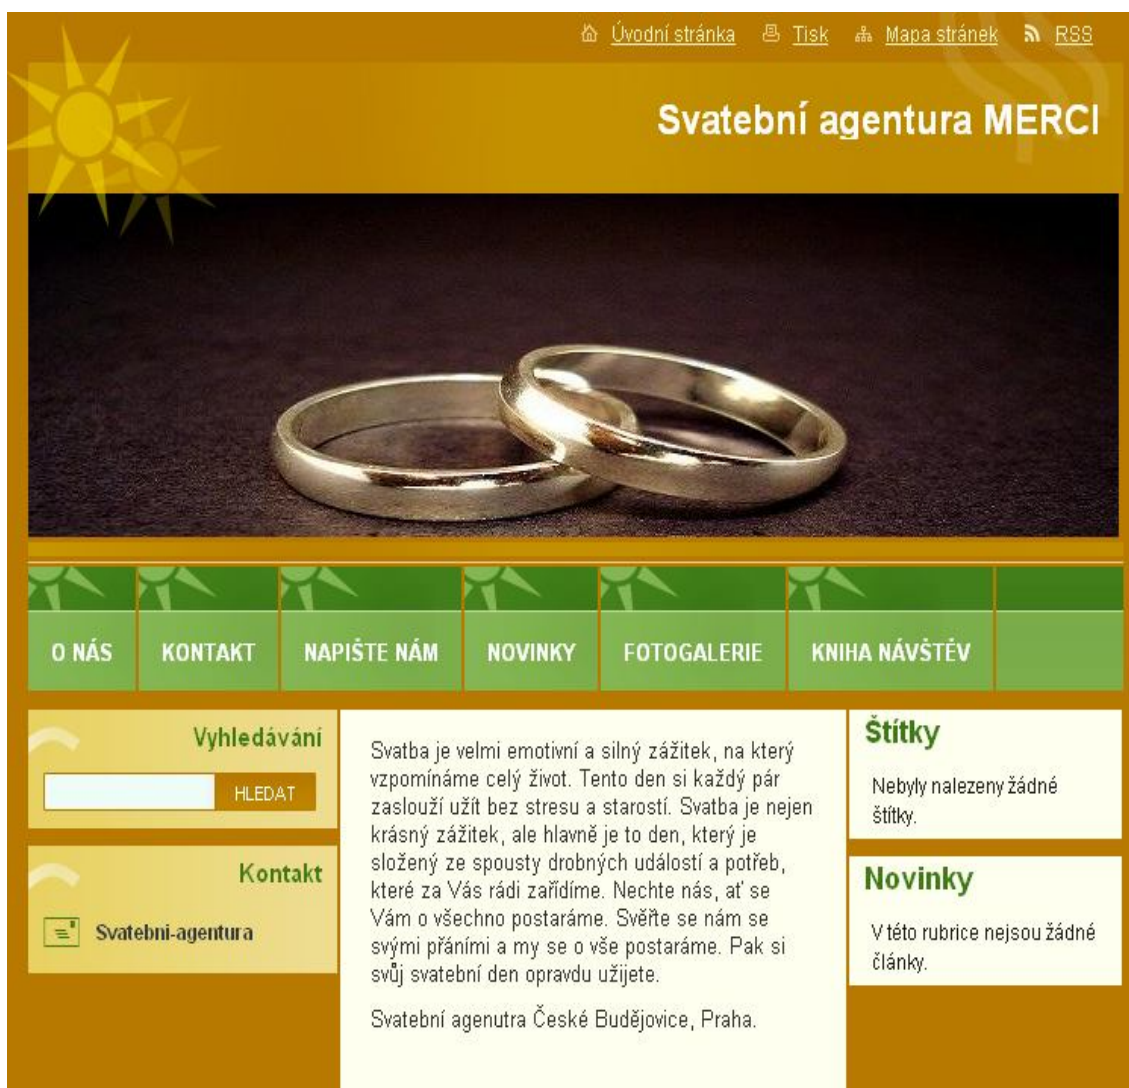 Úvodní stránka Tisk Mapa stránek RSS
Svatební agentura MERCI
O NÁS KONTAKT NAPIŠTE NÁM NOVINKY FOTOGALERIE KNIHA NÁVŠTĚV
Vyhledávání
HLEDAT
Kontakt
Svatebni-agentura
Svatba je velmi emotivní a silný zážitek, na který
vzpomínáme celý život. Tento den si každý pár
zaslouží užít bez stresu a starostí. Svatba je nejen
krásný zážitek, ale hlavně je to den, který je
složený ze spousty drobných událostí a potřeb,
které za Vás rádi zařídíme. Nechte nás, ať se
Vám o všechno postaráme. Svěřte se nám se
svými přáními a my se o vše postaráme. Pak si
svůj svatební den opravdu užijete.
Svatební agenutra České Budějovice, Praha.
Štítky
Nebyly nalezeny žádné
štítky.
Novinky
V této rubrice nejsou žádné
články.